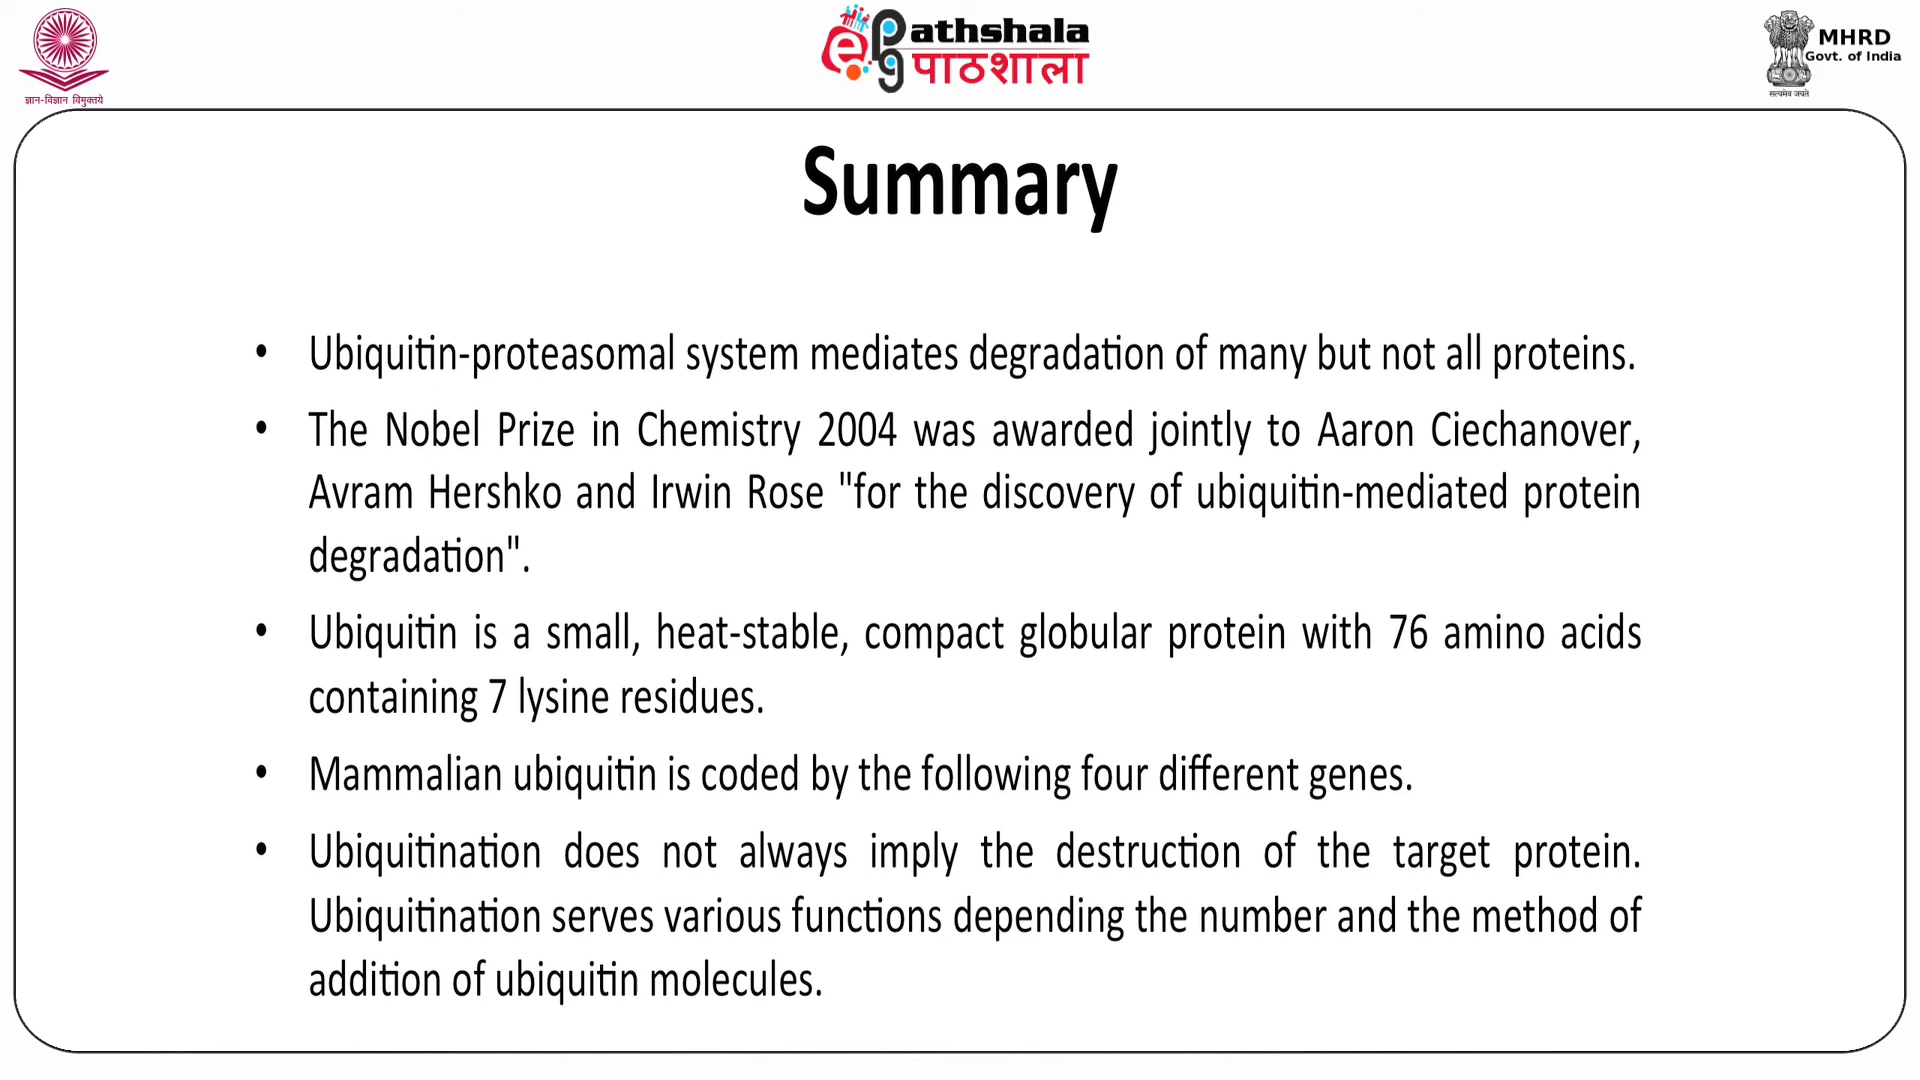 ज्ञान-विज्ञान विमुक्तये
ePathshala
पाठशाला
MHRD
Govt. of India
सत्यमेव जयते
Summary
• Ubiquitin-proteasomal system mediates degradation of many but not all proteins.
• The Nobel Prize in Chemistry 2004 was awarded jointly to Aaron Ciechanover,
Avram Hershko and Irwin Rose "for the discovery of ubiquitin-mediated protein
degradation".
• Ubiquitin is a small, heat-stable, compact globular protein with 76 amino acids
containing 7 lysine residues.
• Mammalian ubiquitin is coded by the following four different genes.
• Ubiquitination does not always imply the destruction of the target protein.
Ubiquitination serves various functions depending the number and the method of
addition of ubiquitin molecules.